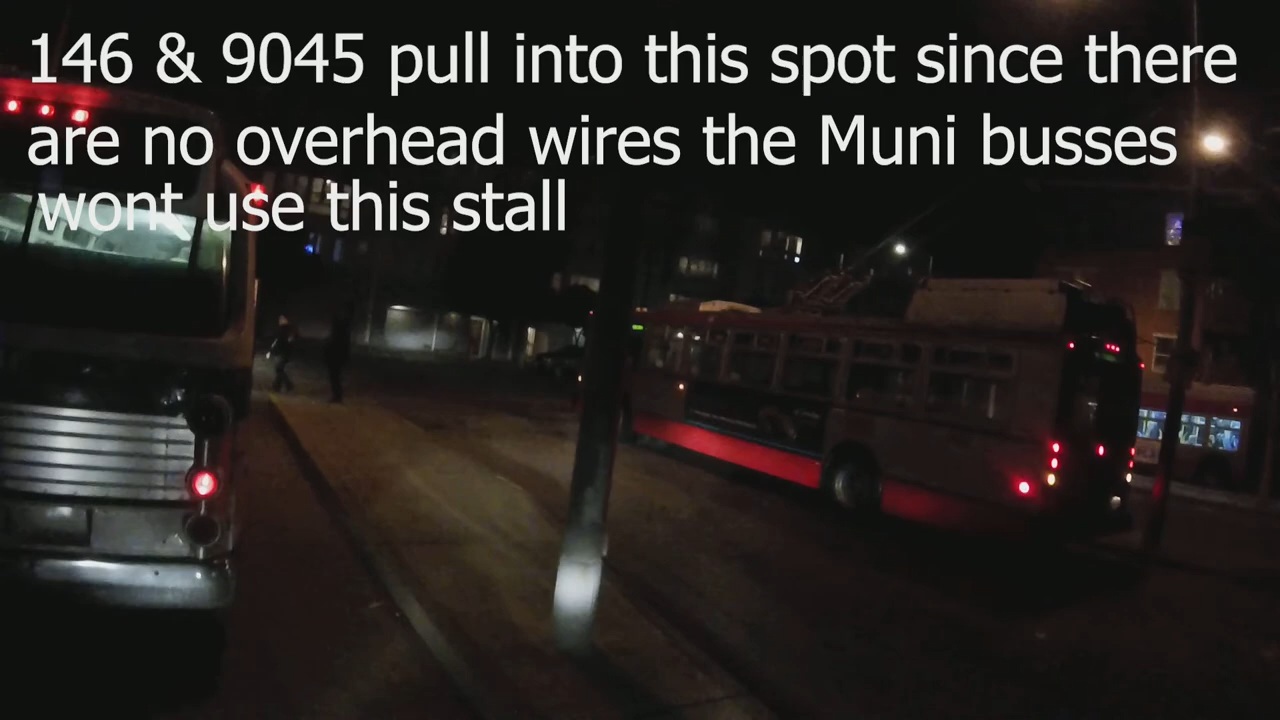 146 & 9045 pull into this spot since there
are no overhead wires the Muni busses
wont use this stall